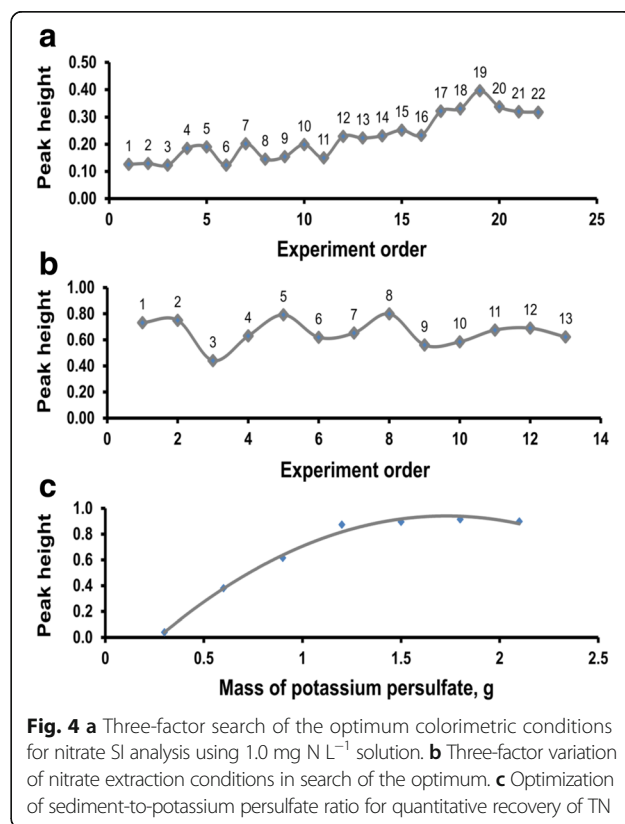 a
0.50
0.40
0.30
0.20
0.10
0.00
Peak height
1 2 3 4 5 6 7 8 9 10 11 12 13 14 15 16 17 18 19 20 21 22
0 5 10 15 20 25
Experiment order
b
1.00
0.80
0.60
0.40
0.20
0.00
Peak height
1 2 3 4 5 6 7 8 9 10 11 12 13
0 2 4 6 8 10 12 14
Experiment order
c
1.0
0.8
0.6
0.4
0.2
0.0
Peak height
0 0.5 1 1.5 2 2.5
Mass of potassium persulfate, g
Fig. 4 a Three-factor search of the optimum colorimetric conditions
for nitrate SI analysis using 1.0 mg N L⁻¹ solution. b Three-factor variation
of nitrate extraction conditions in search of the optimum. c Optimization
of sediment-to-potassium persulfate ratio for quantitative recovery of TN